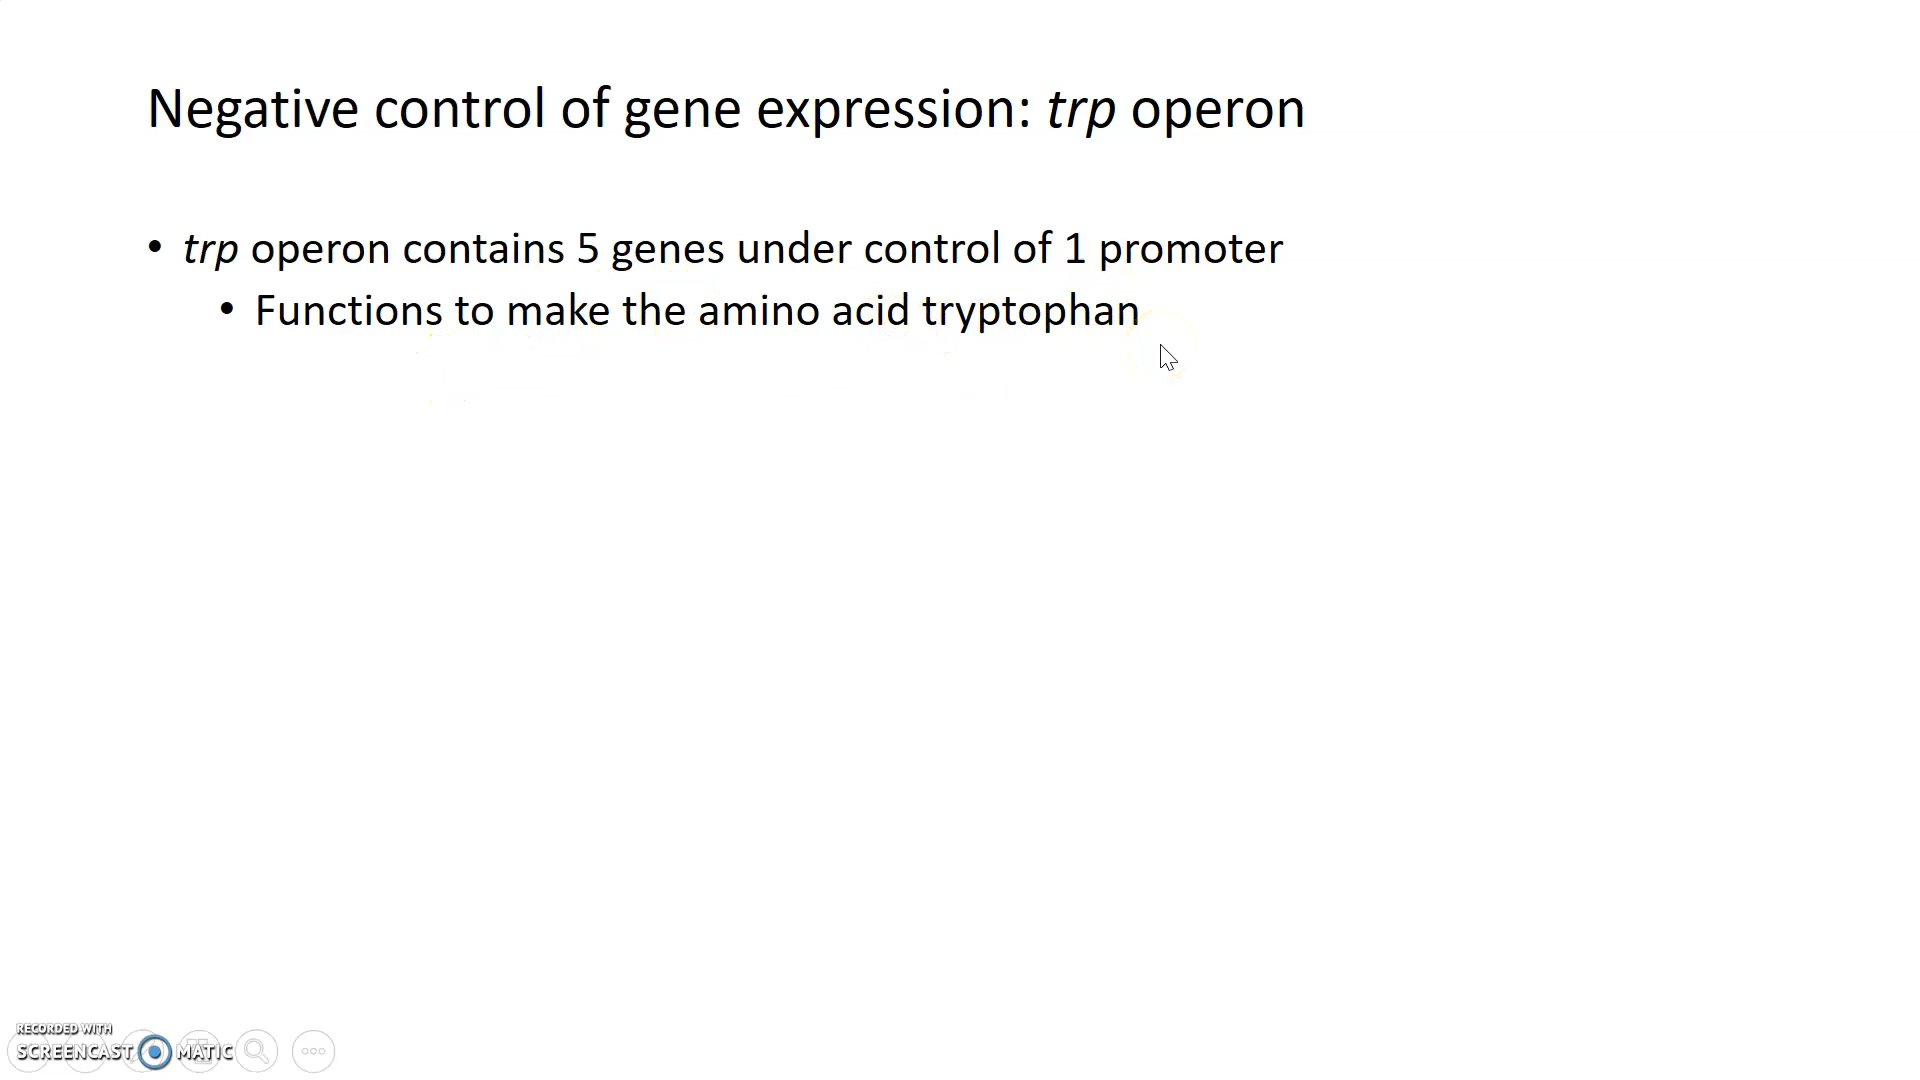 Negative control of gene expression: trp operon
• trp operon contains 5 genes under control of 1 promoter
• Functions to make the amino acid tryptophan
RECORDED WITH
SCREENCAST MATIC